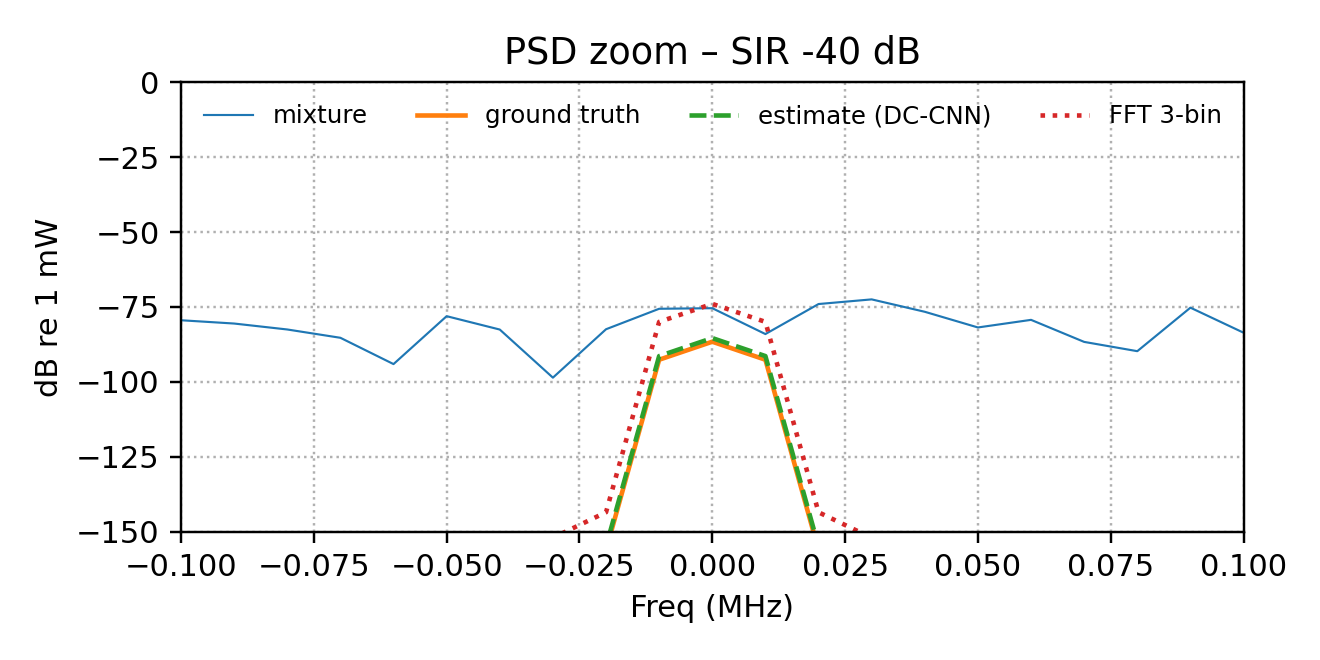 PSD zoom – SIR -40 dB
mixture ground truth estimate (DC-CNN) FFT 3-bin
0
−25
−50
−75
−100
−125
−150
dB re 1 mW
−0.100 −0.075 −0.050 −0.025 0.000 0.025 0.050 0.075 0.100
Freq (MHz)